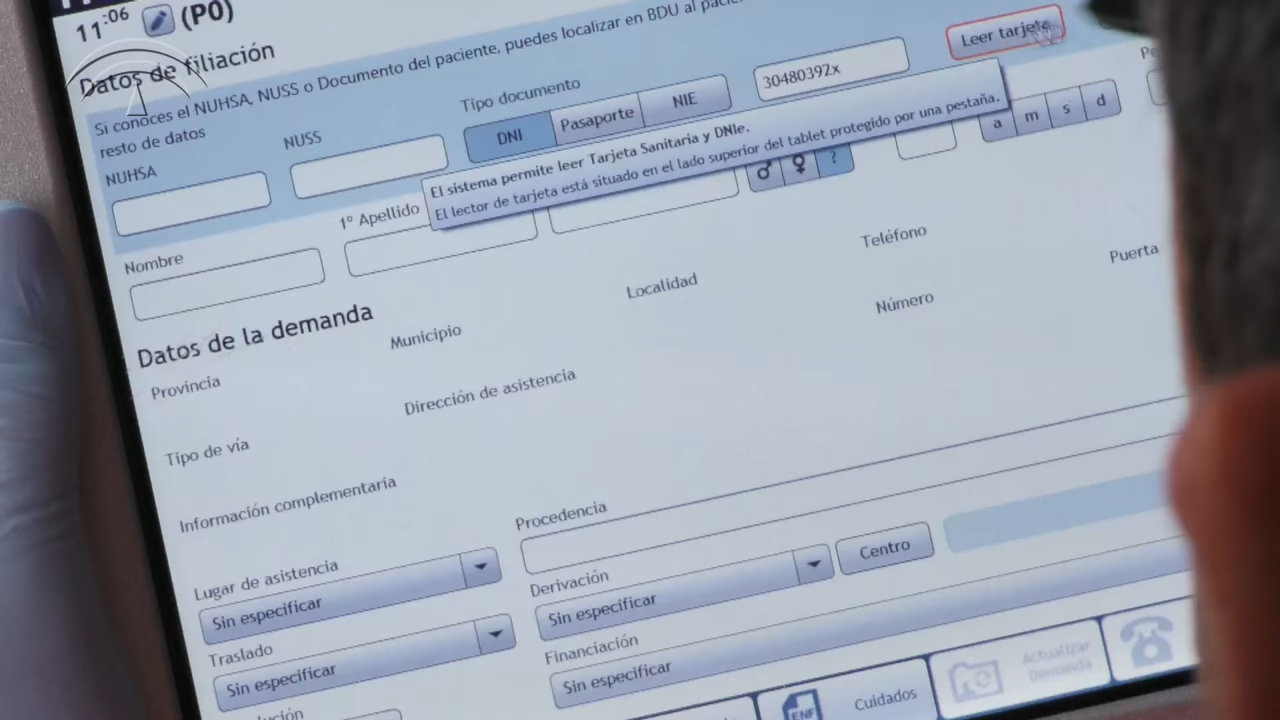 11:06
(P0)
Datos de filiación
Si conoces el NUHSA, NUSS o Documento del paciente, puedes localizar en BDU al
resto de datos
NUHSA
NUSS
Tipo documento
DNI
Pasaporte
NIE
30480392x
Leer tarjeta
El sistema permite leer Tarjeta Sanitaria y DNIe.
El lector de tarjeta está situado en el lado superior del tablet protegido por una pestaña.
a
m
s
d
♂
♀
?
Nombre
1º Apellido
Datos de la demanda
Provincia
Municipio
Localidad
Teléfono
Tipo de vía
Dirección de asistencia
Número
Puerta
Información complementaria
Procedencia
Lugar de asistencia
Sin especificar
Derivación
Sin especificar
Centro
Traslado
Sin especificar
Financiación
Sin especificar
ENF
Cuidados
Actualizar
Demanda